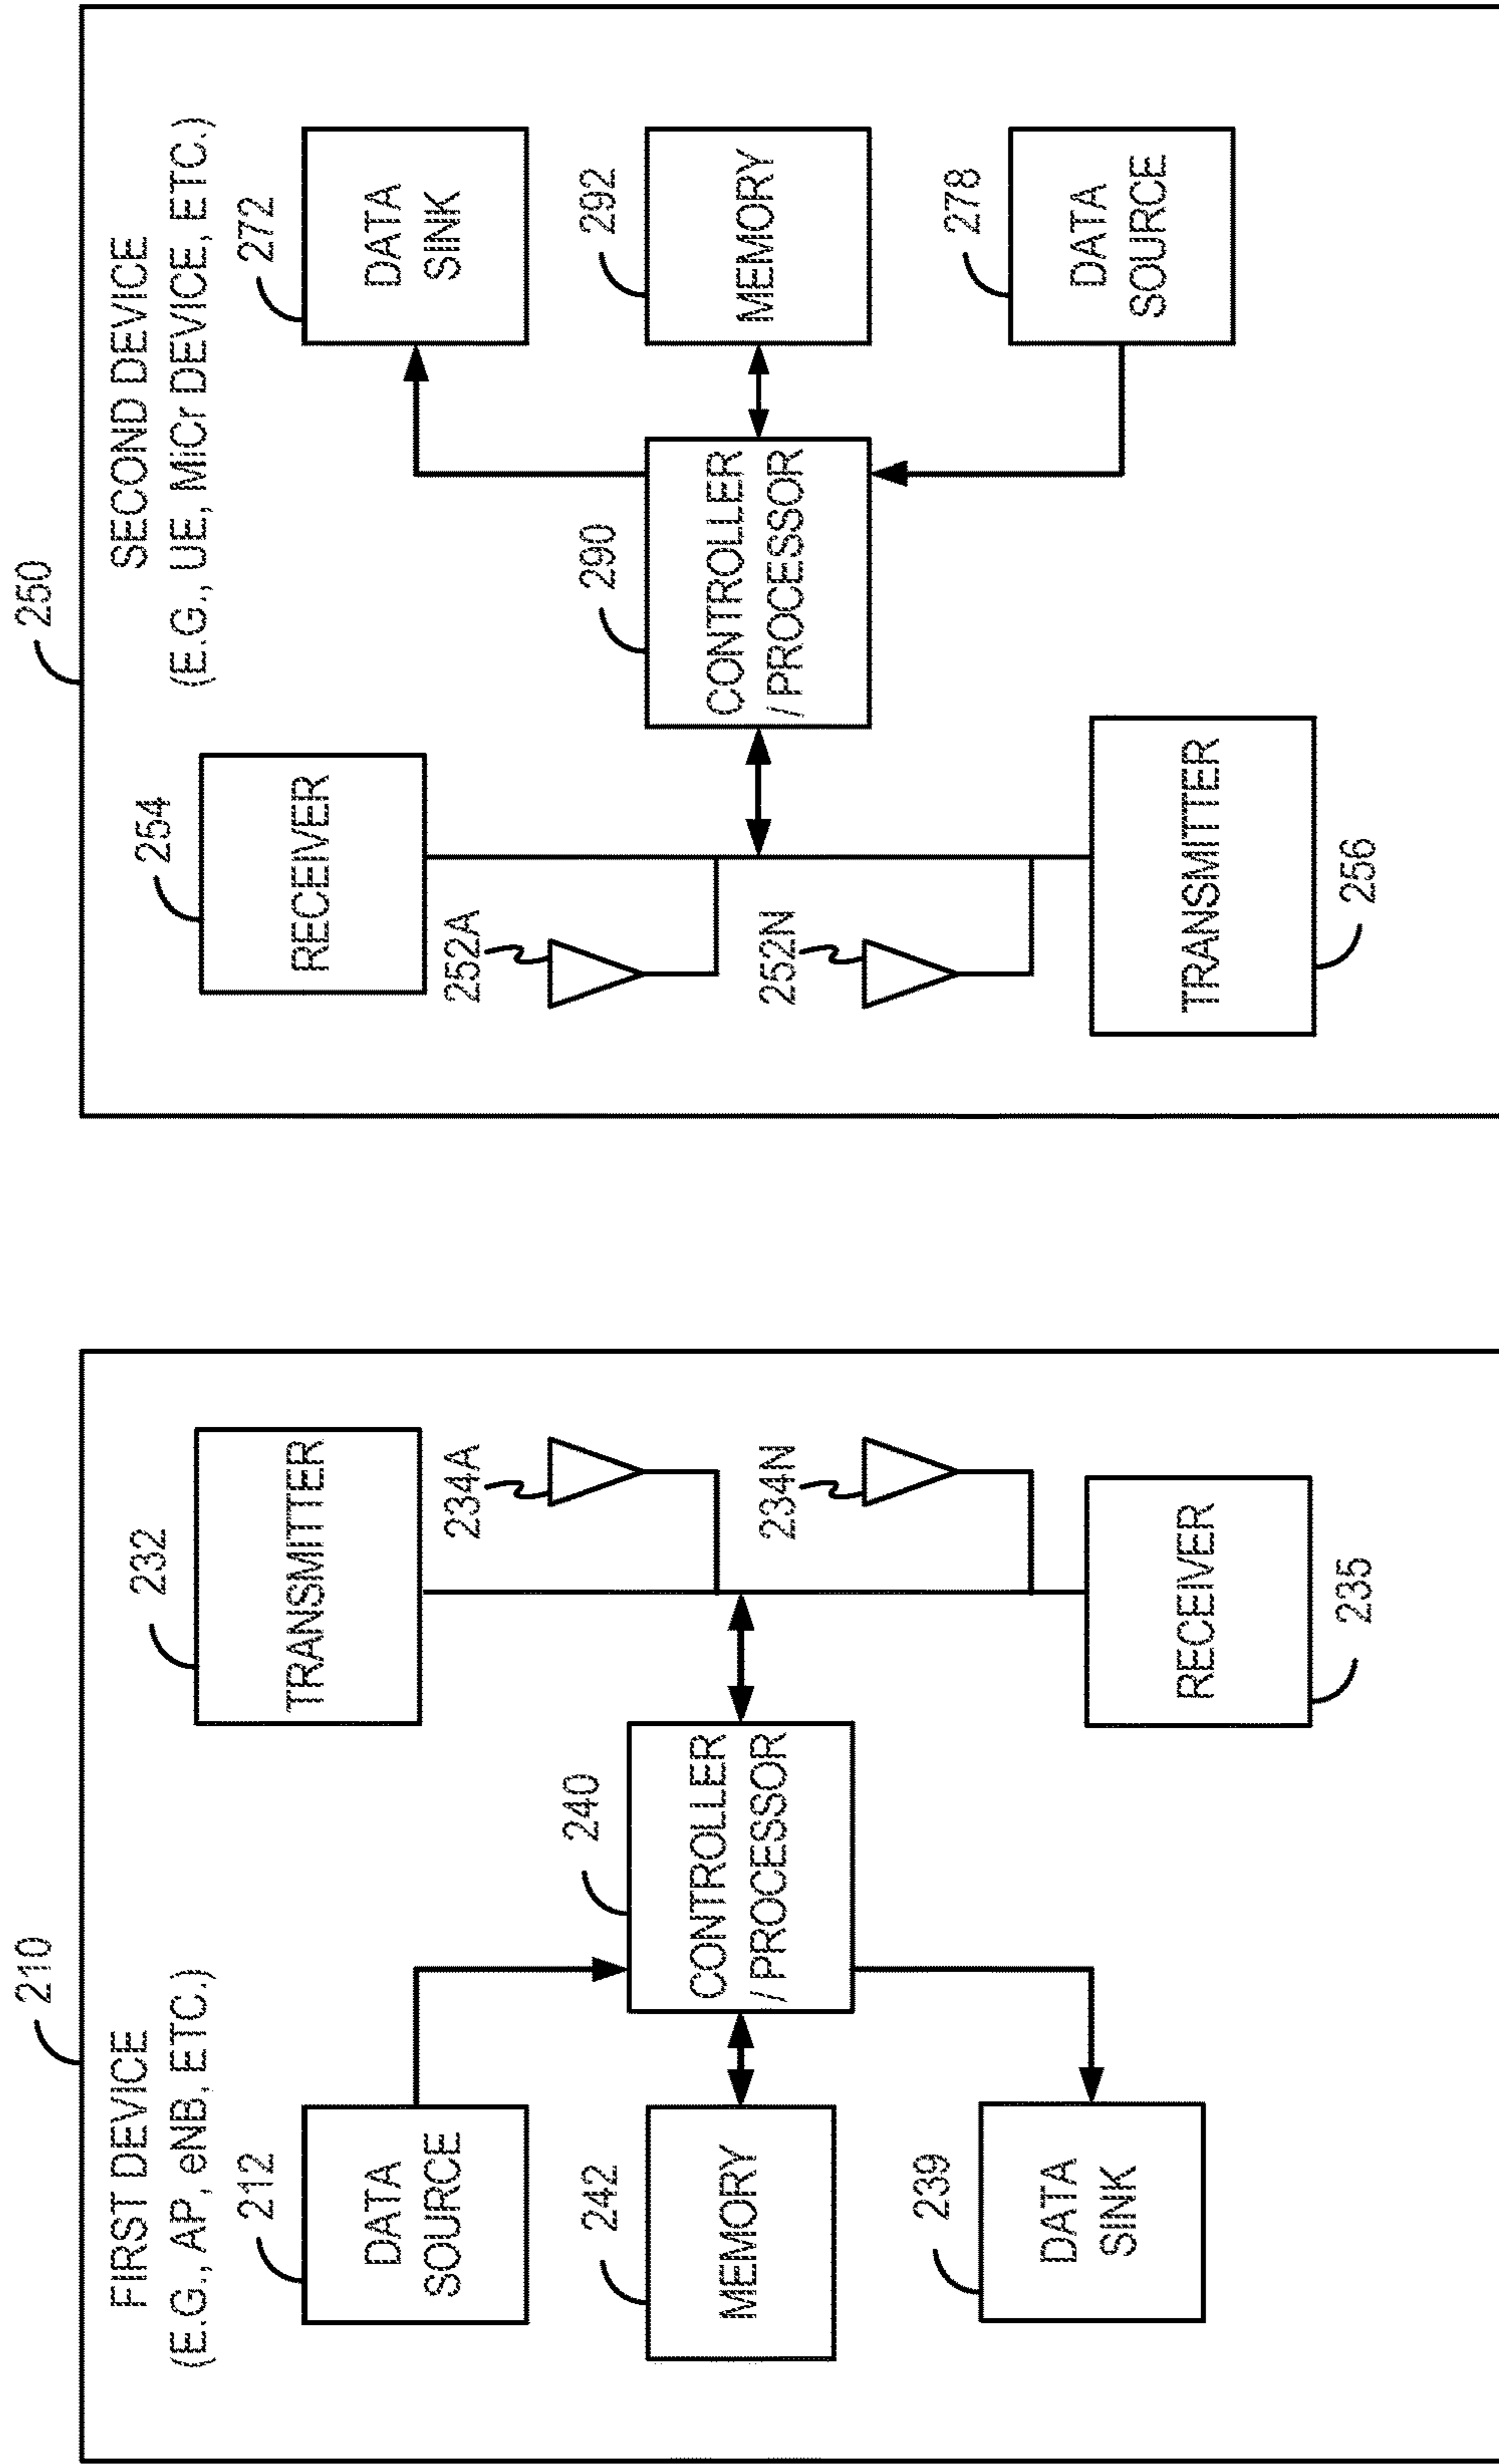 210
FIRST DEVICE
(E.G., AP, eNB, ETC.)
212
DATA
SOURCE
232
TRANSMITTER
234A
240
CONTROLLER
/ PROCESSOR
242
MEMORY
234N
239
DATA
SINK
RECEIVER
235
250
SECOND DEVICE
(E.G., UE, MiCr DEVICE, ETC.)
254
RECEIVER
272
DATA
SINK
252A
290
CONTROLLER
/ PROCESSOR
292
MEMORY
252N
278
DATA
SOURCE
TRANSMITTER
256